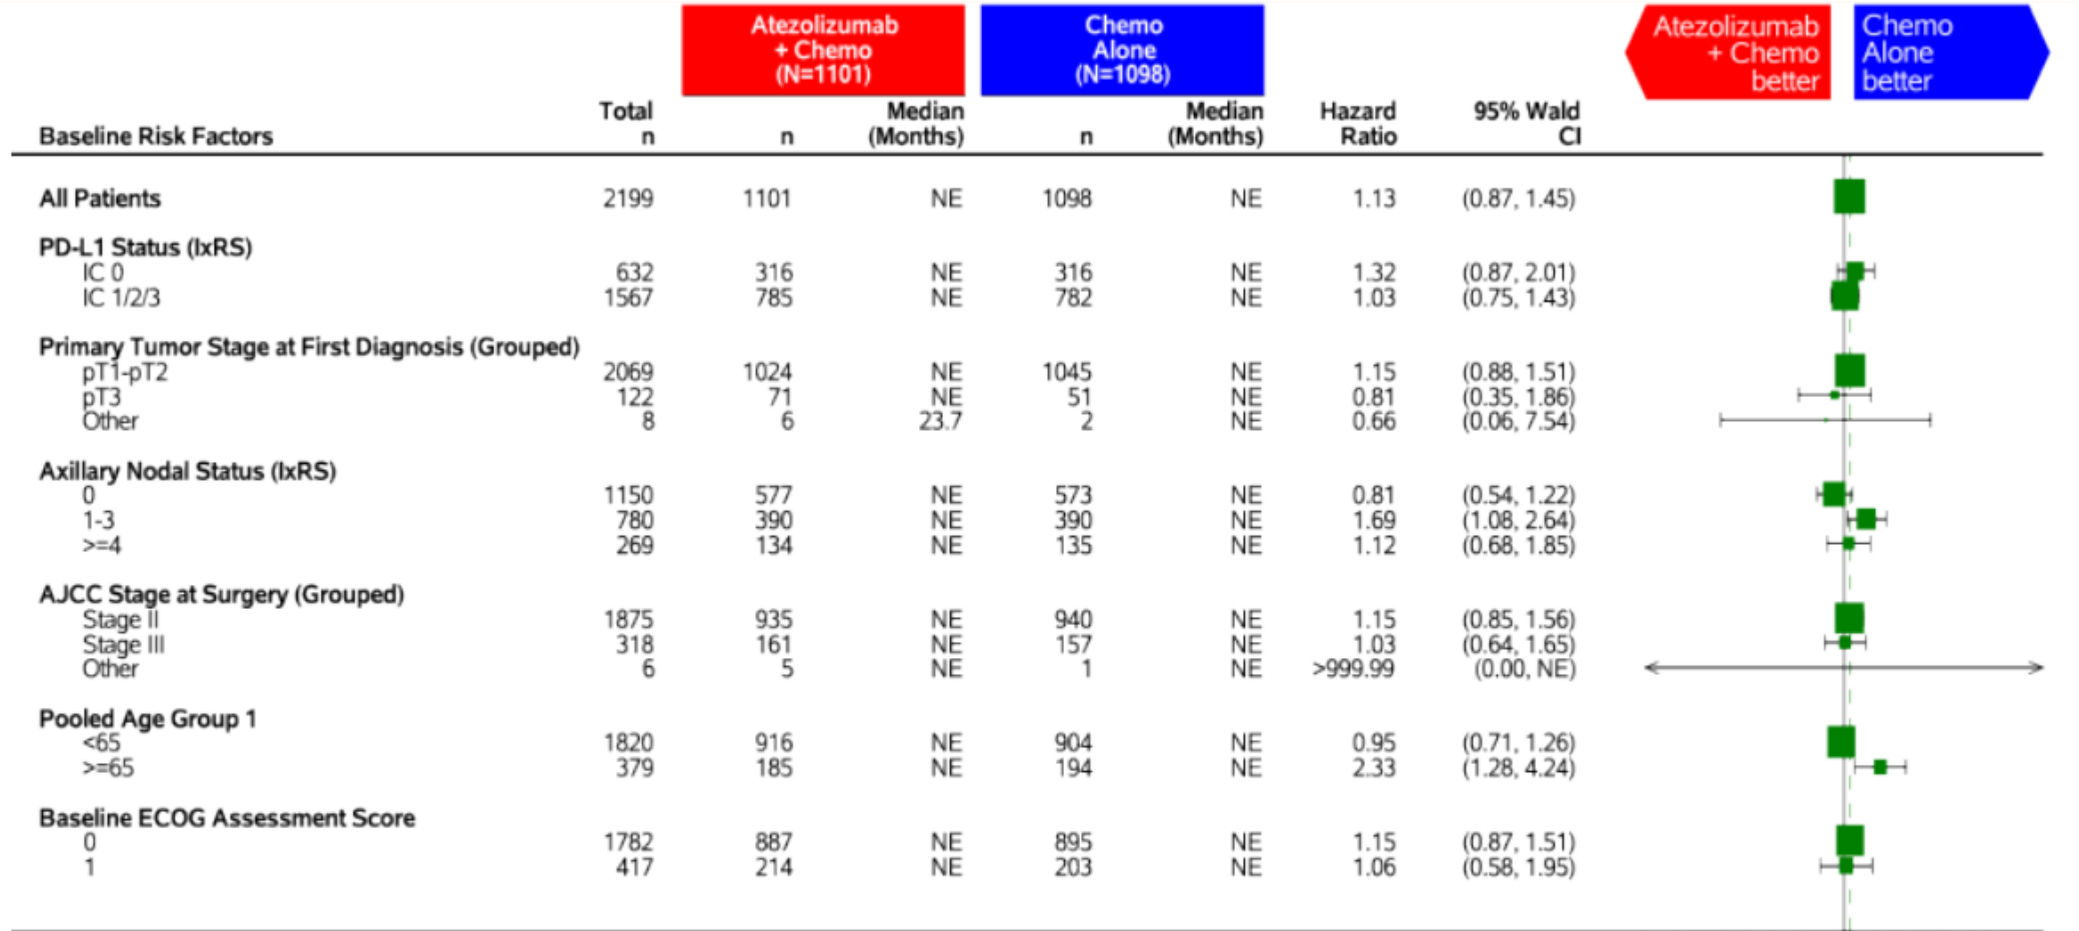 Atezolizumab
+ Chemo
(N=1101)
Chemo
Alone
(N=1098)
Atezolizumab
+ Chemo
better
Chemo
Alone
better
Total Median Median Hazard 95% Wald
Baseline Risk Factors n n (Months) n (Months) Ratio CI
All Patients 2199 1101 NE 1098 NE 1.13 (0.87, 1.45)
PD-L1 Status (IxRS)
IC 0 632 316 NE 316 NE 1.32 (0.87, 2.01)
IC 1/2/3 1567 785 NE 782 NE 1.03 (0.75, 1.43)
Primary Tumor Stage at First Diagnosis (Grouped)
pT1-pT2 2069 1024 NE 1045 NE 1.15 (0.88, 1.51)
pT3 122 71 NE 51 NE 0.81 (0.35, 1.86)
Other 8 6 23.7 2 NE 0.66 (0.06, 7.54)
Axillary Nodal Status (IxRS)
0 1150 577 NE 573 NE 0.81 (0.54, 1.22)
1-3 780 390 NE 390 NE 1.69 (1.08, 2.64)
>=4 269 134 NE 135 NE 1.12 (0.68, 1.85)
AJCC Stage at Surgery (Grouped)
Stage II 1875 935 NE 940 NE 1.15 (0.85, 1.56)
Stage III 318 161 NE 157 NE 1.03 (0.64, 1.65)
Other 6 5 NE 1 NE >999.99 (0.00, NE)
Pooled Age Group 1
<65 1820 916 NE 904 NE 0.95 (0.71, 1.26)
>=65 379 185 NE 194 NE 2.33 (1.28, 4.24)
Baseline ECOG Assessment Score
0 1782 887 NE 895 NE 1.15 (0.87, 1.51)
1 417 214 NE 203 NE 1.06 (0.58, 1.95)